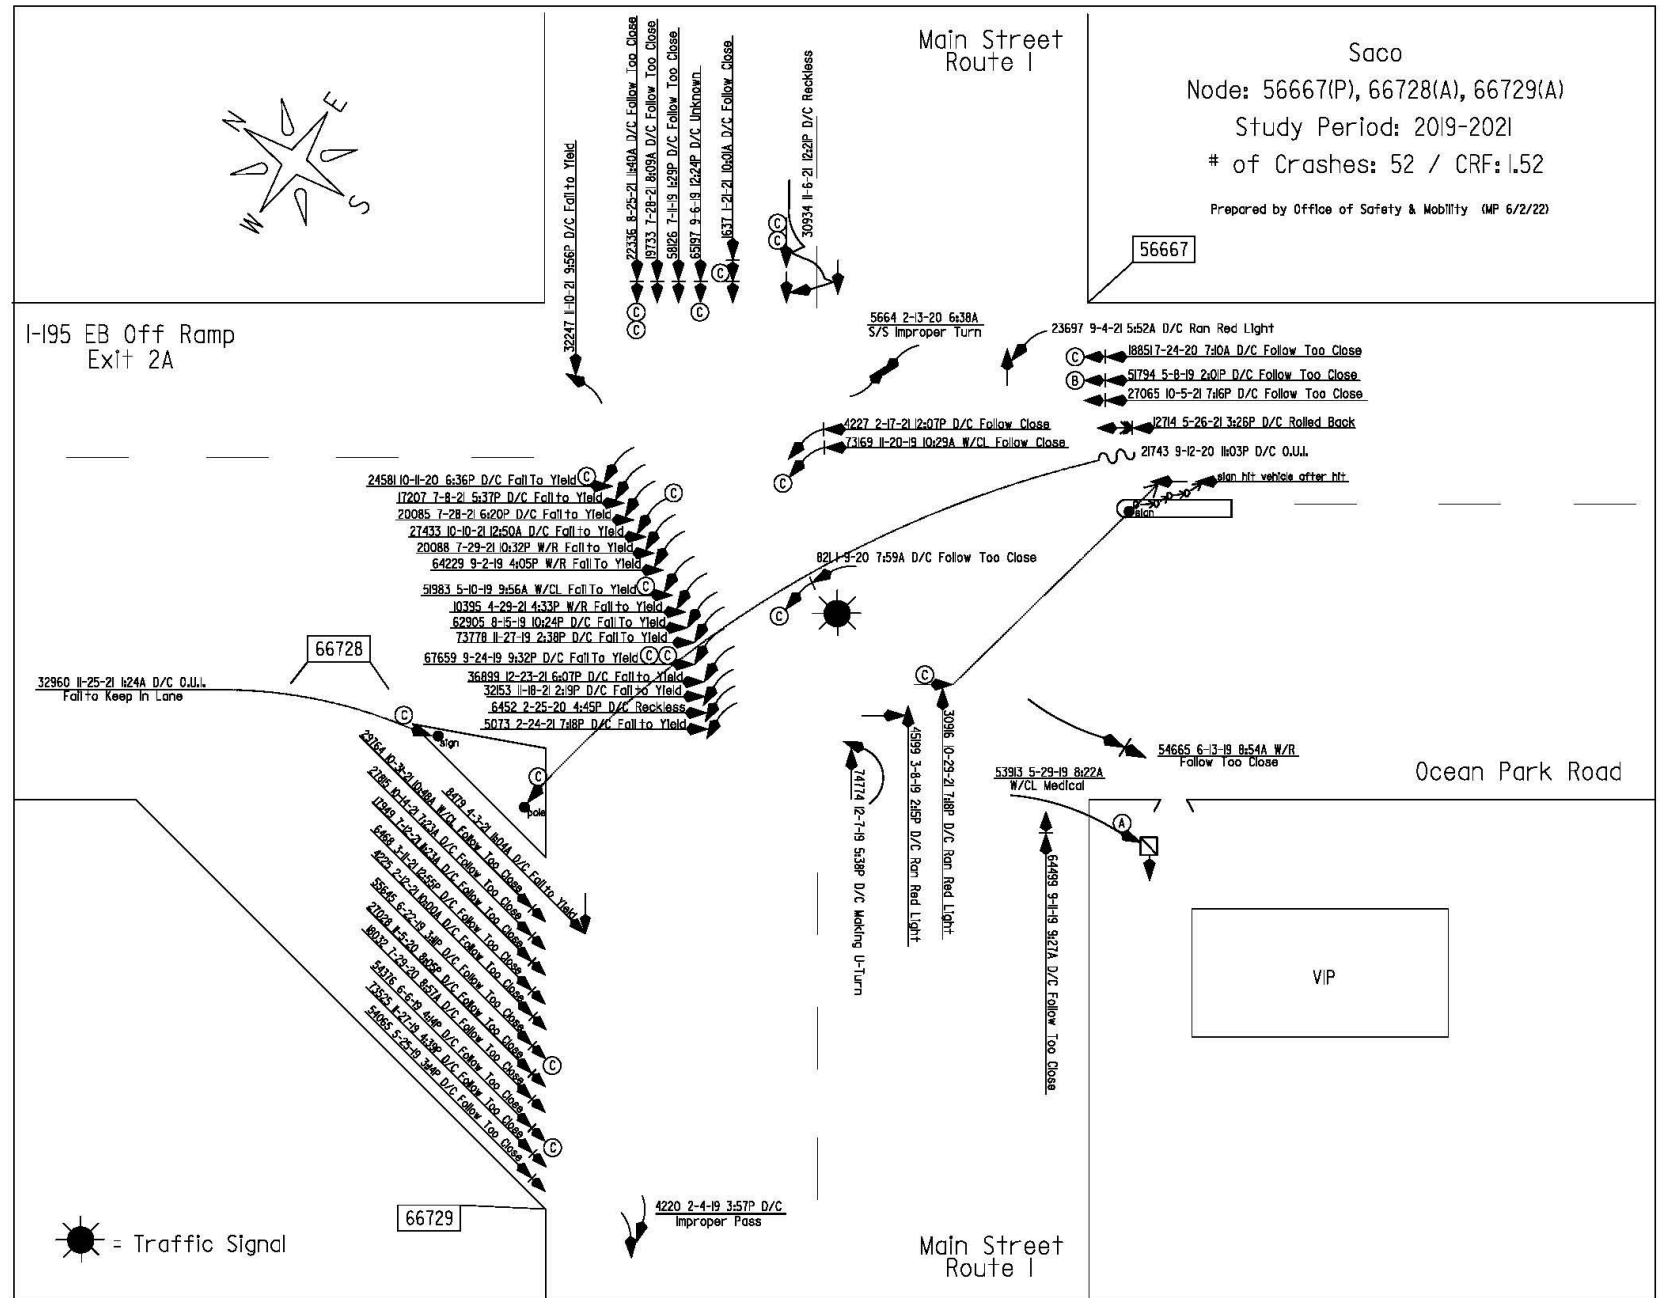 Main Street
Route 1
Saco
Node: 56667(P), 66728(A), 66729(A)
Study Period: 2019-2021
# of Crashes: 52 / CRF: 1.52
Prepared by Office of Safety & Mobility (MP 6/2/22)
56667
N
E
W
S
I-195 EB Off Ramp
Exit 2A
32247 11-10-21 9:56P D/C Fail to Yield
22336 8-25-21 11:40A D/C Follow Too Close
19733 7-28-21 8:09A D/C Follow Too Close
58126 7-11-19 1:29P D/C Follow Too Close
65197 9-6-19 12:24P D/C Unknown
1637 1-21-21 10:01A D/C Follow Close
30934 11-6-21 12:21P D/C Reckless
C
C
C
C
C
C
5664 2-13-20 6:38A
S/S Improper Turn
23697 9-4-21 5:52A D/C Ran Red Light
C
18851 7-24-20 7:10A D/C Follow Too Close
B
51794 5-8-19 2:01P D/C Follow Too Close
27065 10-5-21 7:16P D/C Follow Too Close
12714 5-26-21 3:26P D/C Rolled Back
4227 2-17-21 12:07P D/C Follow Close
73169 11-20-19 10:29A W/CL Follow Close
C
21743 9-12-20 11:03P D/C O.U.I.
sign hit vehicle after hit
sign
24581 10-11-20 6:36P D/C Fail To Yield
C
17207 7-8-21 5:37P D/C Fail to Yield
C
20085 7-28-21 6:20P D/C Fail to Yield
27433 10-10-21 12:50A D/C Fail to Yield
20088 7-29-21 10:32P W/R Fail to Yield
64229 9-2-19 4:05P W/R Fail To Yield
51983 5-10-19 9:56A W/CL Fail To Yield
C
10395 4-29-21 4:33P W/R Fail to Yield
62905 8-15-19 10:24P D/C Fail To Yield
73778 11-27-19 2:38P D/C Fail To Yield
67659 9-24-19 9:32P D/C Fail To Yield
C
C
36899 12-23-21 6:07P D/C Fail to Yield
32153 11-18-21 2:19P D/C Fail to Yield
6452 2-25-20 4:45P D/C Reckless
5073 2-24-21 7:18P D/C Fail to Yield
7:59A D/C Follow Too Close
C
66728
32960 11-25-21 1:24A D/C O.U.I.
Fail to Keep In Lane
C
sign
C
pole
8479 4-3-21 11:04A D/C Fail to Yield
29764 10-31-21 10:48A W/CL Follow Too Close
27815 10-14-21 7:23A D/C Follow Too Close
17949 7-12-21 11:23A D/C Follow Too Close
6468 3-11-21 12:55P D/C Follow Too Close
4225 2-12-21 10:00A D/C Follow Too Close
55645 6-22-19 3:11P D/C Follow Too Close
27028 11-5-20 8:05P D/C Follow Too Close
18032 7-29-20 8:57A D/C Follow Too Close
54376 6-6-19 4:14P D/C Follow Too Close
73525 11-27-19 4:39P D/C Follow Too Close
54065 5-25-19 3:14P D/C Follow Too Close
C
C
C
74774 12-7-19 5:38P D/C Making U-Turn
45199 3-8-19 2:15P D/C Ran Red Light
30916 10-29-21 7:18P D/C Ran Red Light
54665 6-13-19 8:54A W/R
Follow Too Close
53913 5-29-19 8:22A
W/CL Medical
A
64499 9-11-19 9:27A D/C Follow Too Close
Ocean Park Road
VIP
66729
4220 2-4-19 3:57P D/C
Improper Pass
= Traffic Signal
Main Street
Route 1